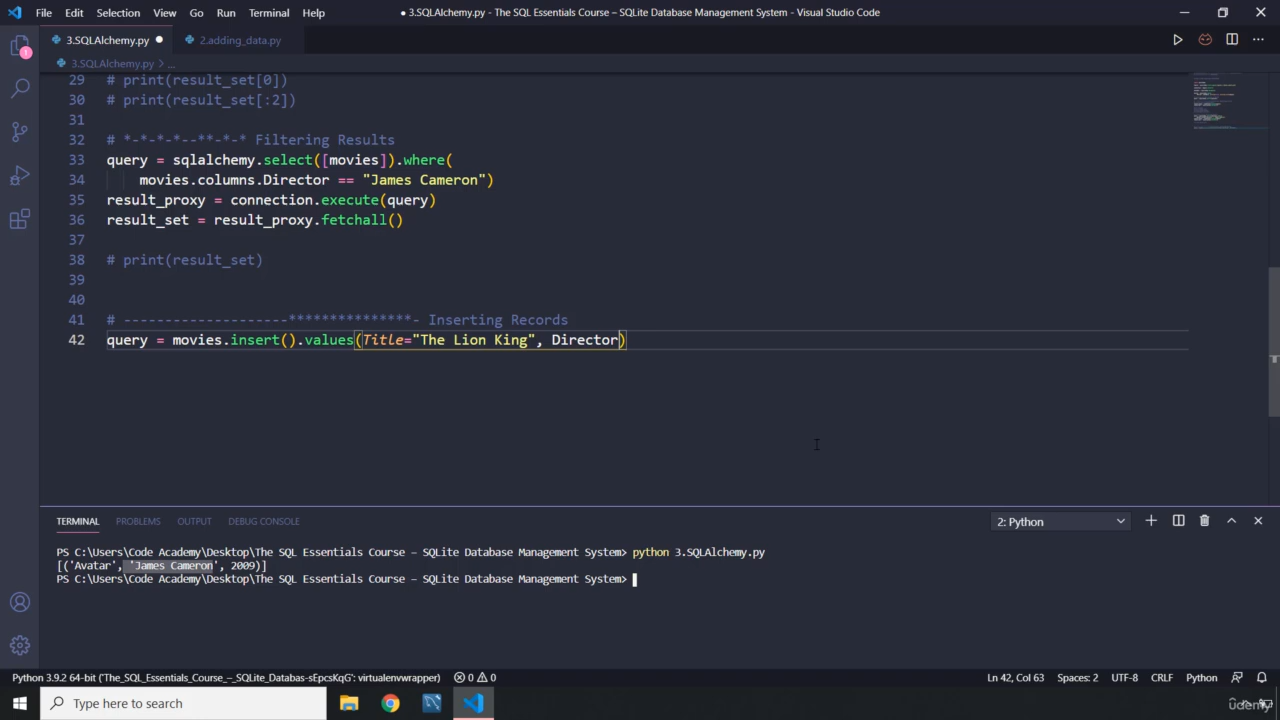 File Edit Selection View Go Run Terminal Help ● 3.SQLAlchemy.py - The SQL Essentials Course – SQLite Database Management System - Visual Studio Code
3.SQLAlchemy.py ● 2.adding_data.py
3.SQLAlchemy.py > ...
29 # print(result_set[0])
30 # print(result_set[:2])
31
32 # *-*-*-*--**-*-* Filtering Results
33 query = sqlalchemy.select([movies]).where(
34 movies.columns.Director == "James Cameron")
35 result_proxy = connection.execute(query)
36 result_set = result_proxy.fetchall()
37
38 # print(result_set)
39
40
41 # --------------------***************- Inserting Records
42 query = movies.insert().values(Title="The Lion King", Director)
TERMINAL PROBLEMS OUTPUT DEBUG CONSOLE 2: Python
PS C:\Users\Code Academy\Desktop\The SQL Essentials Course – SQLite Database Management System> python 3.SQLAlchemy.py
[('Avatar', 'James Cameron', 2009)]
PS C:\Users\Code Academy\Desktop\The SQL Essentials Course – SQLite Database Management System>
1
Python 3.9.2 64-bit ('The_SQL_Essentials_Course_–_SQLite_Databas-sEpcsKqG': virtualenvwrapper) 0 0 Ln 42, Col 63 Spaces: 2 UTF-8 CRLF Python
Type here to search
udemy